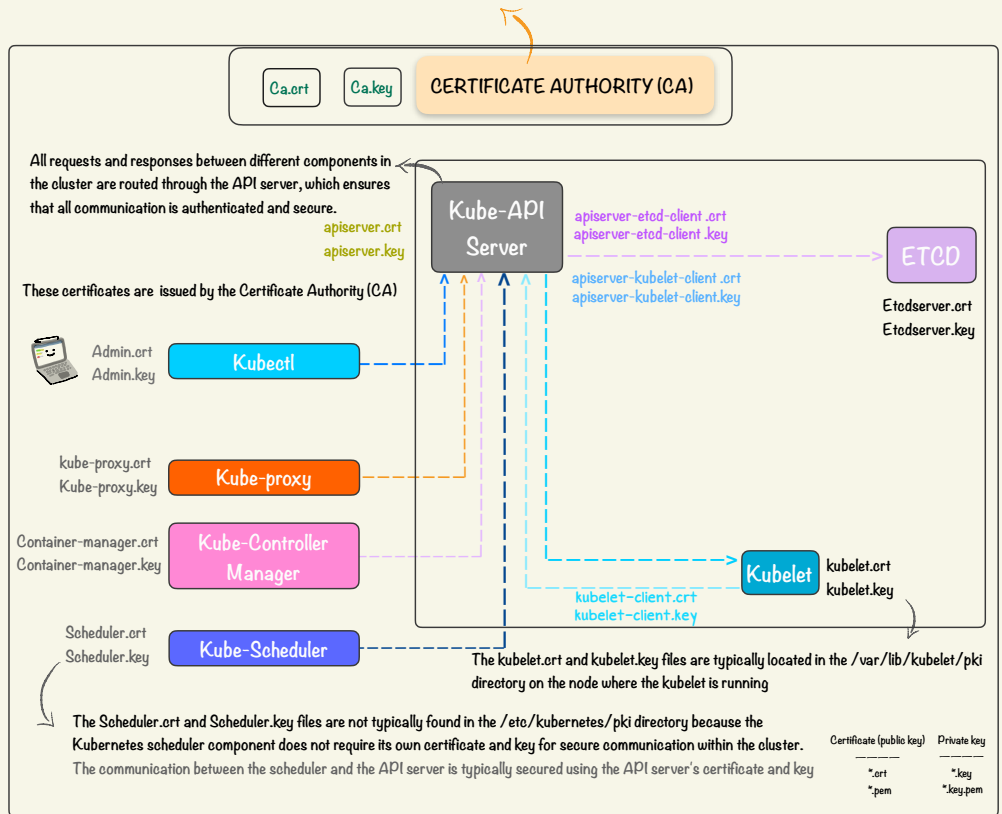 Ca.crt
Ca.key
CERTIFICATE AUTHORITY (CA)
All requests and responses between different components in
the cluster are routed through the API server, which ensures
that all communication is authenticated and secure.
apiserver.crt
apiserver.key
Kube-API
Server
apiserver-etcd-client .crt
apiserver-etcd-client .key
apiserver-kubelet-client .crt
apiserver-kubelet-client.key
ETCD
Etcdserver.crt
Etcdserver.key
These certificates are issued by the Certificate Authority (CA)
Admin.crt
Admin.key
Kubectl
kube-proxy.crt
Kube-proxy.key
Kube-proxy
Container-manager.crt
Container-manager.key
Kube-Controller
Manager
Kubelet
kubelet.crt
kubelet.key
kubelet-client.crt
kubelet-client.key
Scheduler.crt
Scheduler.key
Kube-Scheduler
The kubelet.crt and kubelet.key files are typically located in the /var/lib/kubelet/pki
directory on the node where the kubelet is running
The Scheduler.crt and Scheduler.key files are not typically found in the /etc/kubernetes/pki directory because the
Kubernetes scheduler component does not require its own certificate and key for secure communication within the cluster.
The communication between the scheduler and the API server is typically secured using the API server's certificate and key
Certificate (public key) Private key
———— ————
*.crt *.key
*.pem *.key.pem